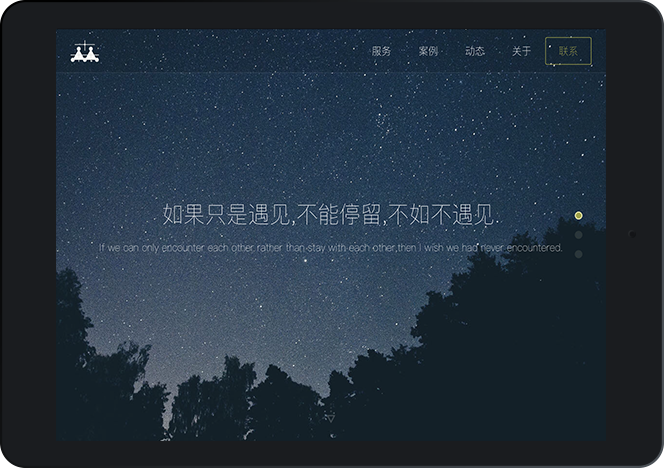 服务 案例 动态 关于 联系
如果只是遇见,不能停留,不如不遇见.
If we can only encounter each other rather than stay with each other,then I wish we had never encountered.